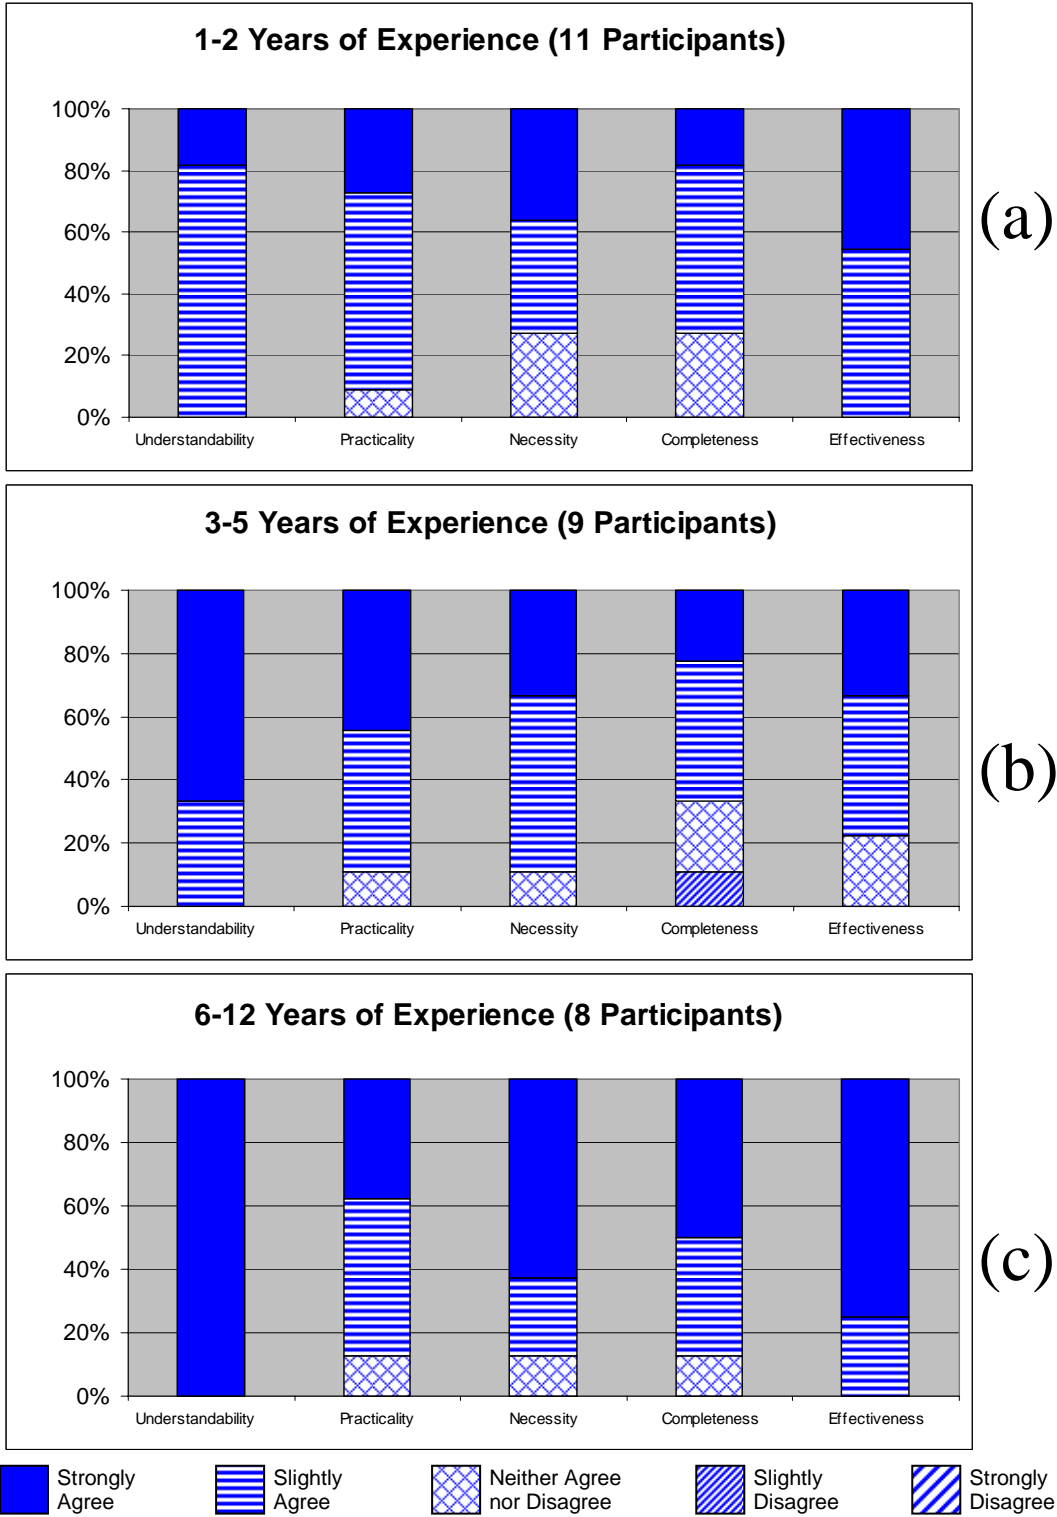 1-2 Years of Experience (11 Participants)
100%
80%
60%
40%
20%
0%
Understandability Practicality Necessity Completeness Effectiveness
(a)
3-5 Years of Experience (9 Participants)
100%
80%
60%
40%
20%
0%
Understandability Practicality Necessity Completeness Effectiveness
(b)
6-12 Years of Experience (8 Participants)
100%
80%
60%
40%
20%
0%
Understandability Practicality Necessity Completeness Effectiveness
(c)
Strongly Agree
Slightly Agree
Neither Agree nor Disagree
Slightly Disagree
Strongly Disagree